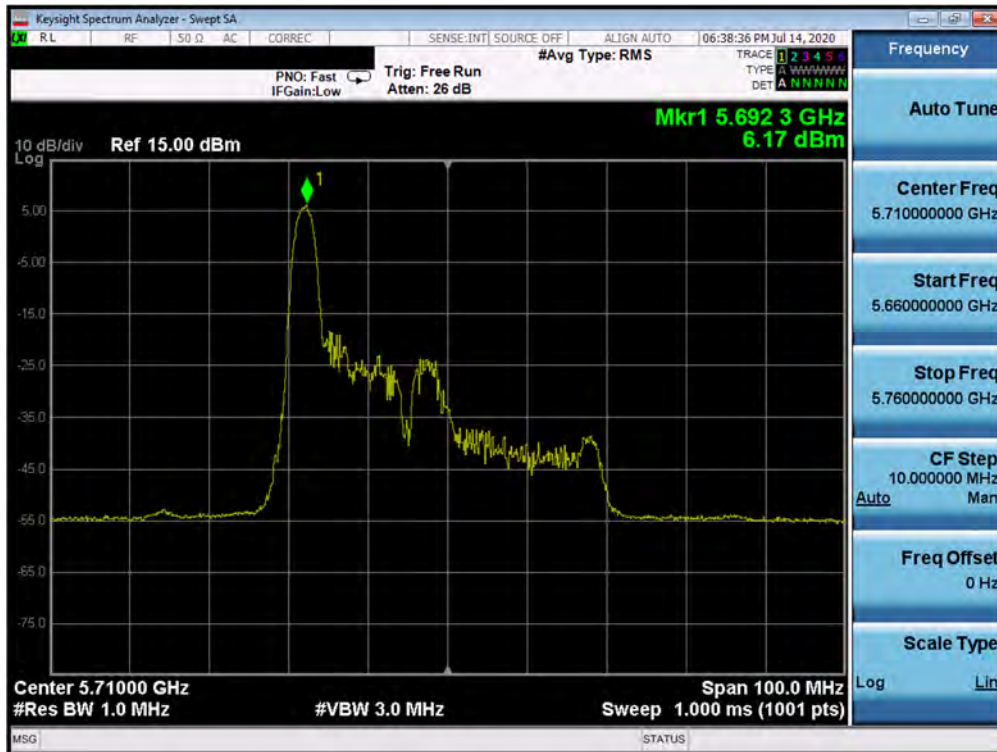 Keysight Spectrum Analyzer - Swept SA
RL RF 50 Ω AC CORREC SENSE:INT SOURCE OFF ALIGN AUTO 06:38:36 PM Jul 14, 2020
#Avg Type: RMS
TRACE 1 2 3 4 5 6
PNO: Fast Trig: Free Run
TYPE A WWWWW
IFGain:Low Atten: 26 dB
DET A N N N N N
Mkr1 5.692 3 GHz
6.17 dBm
10 dB/div Ref 15.00 dBm
Log
1
5.00
-5.00
-15.0
-25.0
-35.0
-45.0
-55.0
-65.0
-75.0
Center 5.71000 GHz Span 100.0 MHz
#Res BW 1.0 MHz #VBW 3.0 MHz Sweep 1.000 ms (1001 pts)
MSG STATUS
Frequency
Auto Tune
Center Freq
5.710000000 GHz
Start Freq
5.660000000 GHz
Stop Freq
5.760000000 GHz
CF Step
10.000000 MHz
Auto Man
Freq Offset
0 Hz
Scale Type
Log Lin